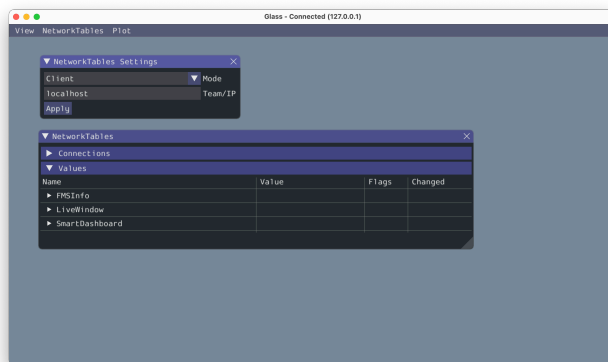 Glass - Connected (127.0.0.1)
View NetworkTables Plot
NetworkTables Settings
Client Mode
localhost Team/IP
Apply
NetworkTables
Connections
Values
Name Value Flags Changed
FMSInfo
LiveWindow
SmartDashboard